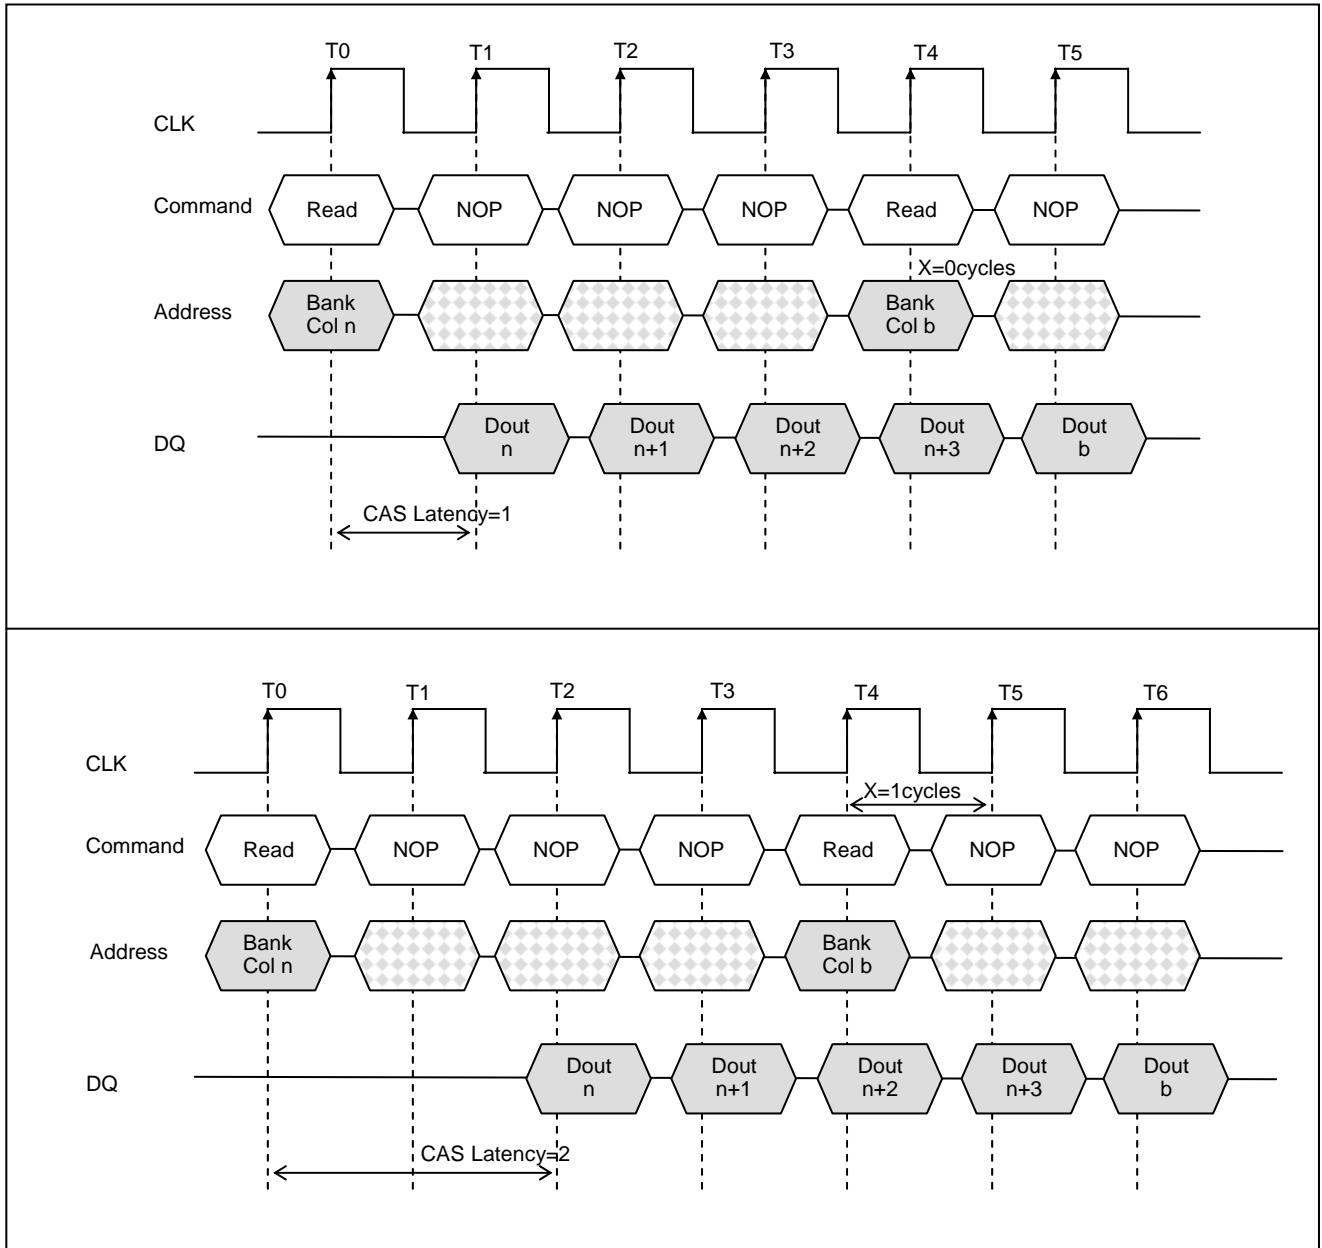 T0 T1 T2 T3 T4 T5
CLK
Command Read NOP NOP NOP Read NOP
X=0cycles
Address Bank Col n Bank Col b
DQ Dout n Dout n+1 Dout n+2 Dout n+3 Dout b
CAS Latency=1
T0 T1 T2 T3 T4 T5 T6
CLK
X=1cycles
Command Read NOP NOP NOP Read NOP NOP
Address Bank Col n Bank Col b
DQ Dout n Dout n+1 Dout n+2 Dout n+3 Dout b
CAS Latency=2